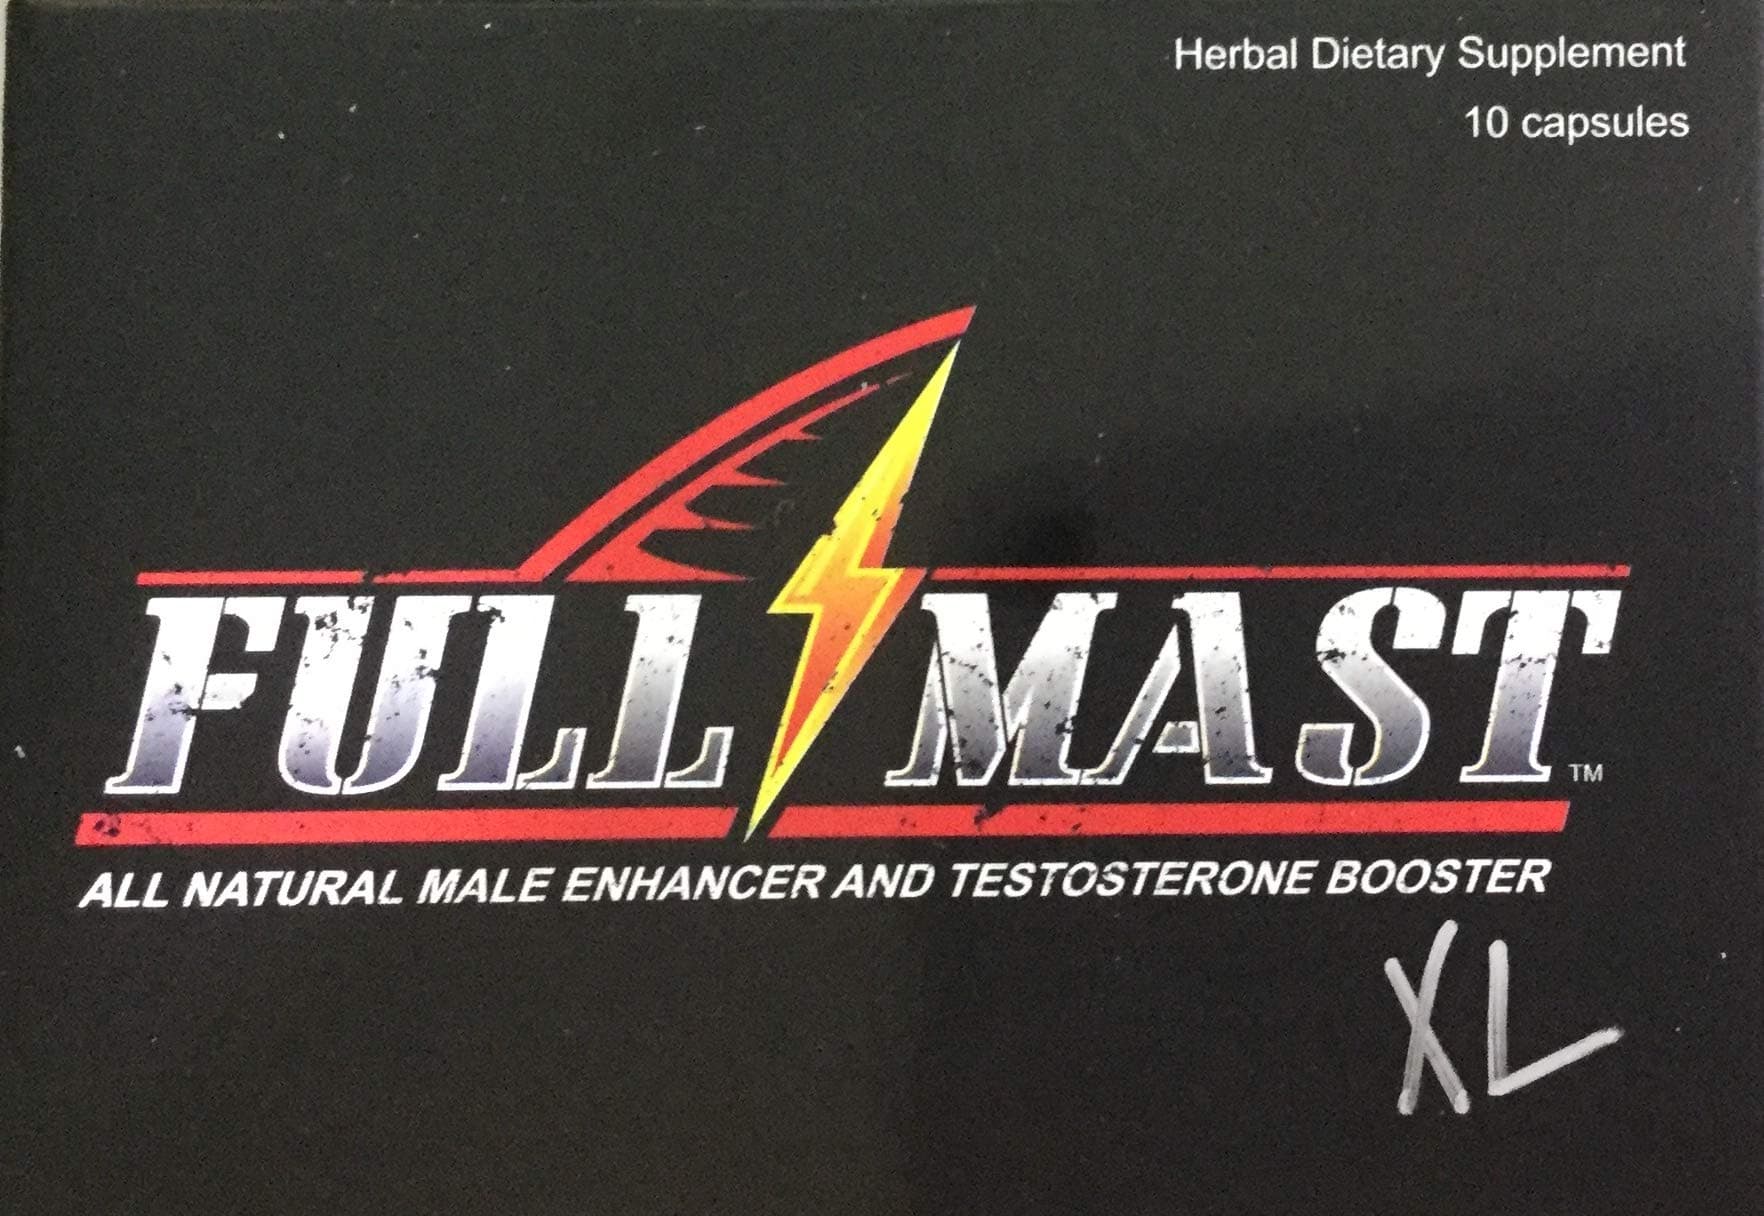 Herbal Dietary Supplement
10 capsules
FULL MAST™
ALL NATURAL MALE ENHANCER AND TESTOSTERONE BOOSTER
XL